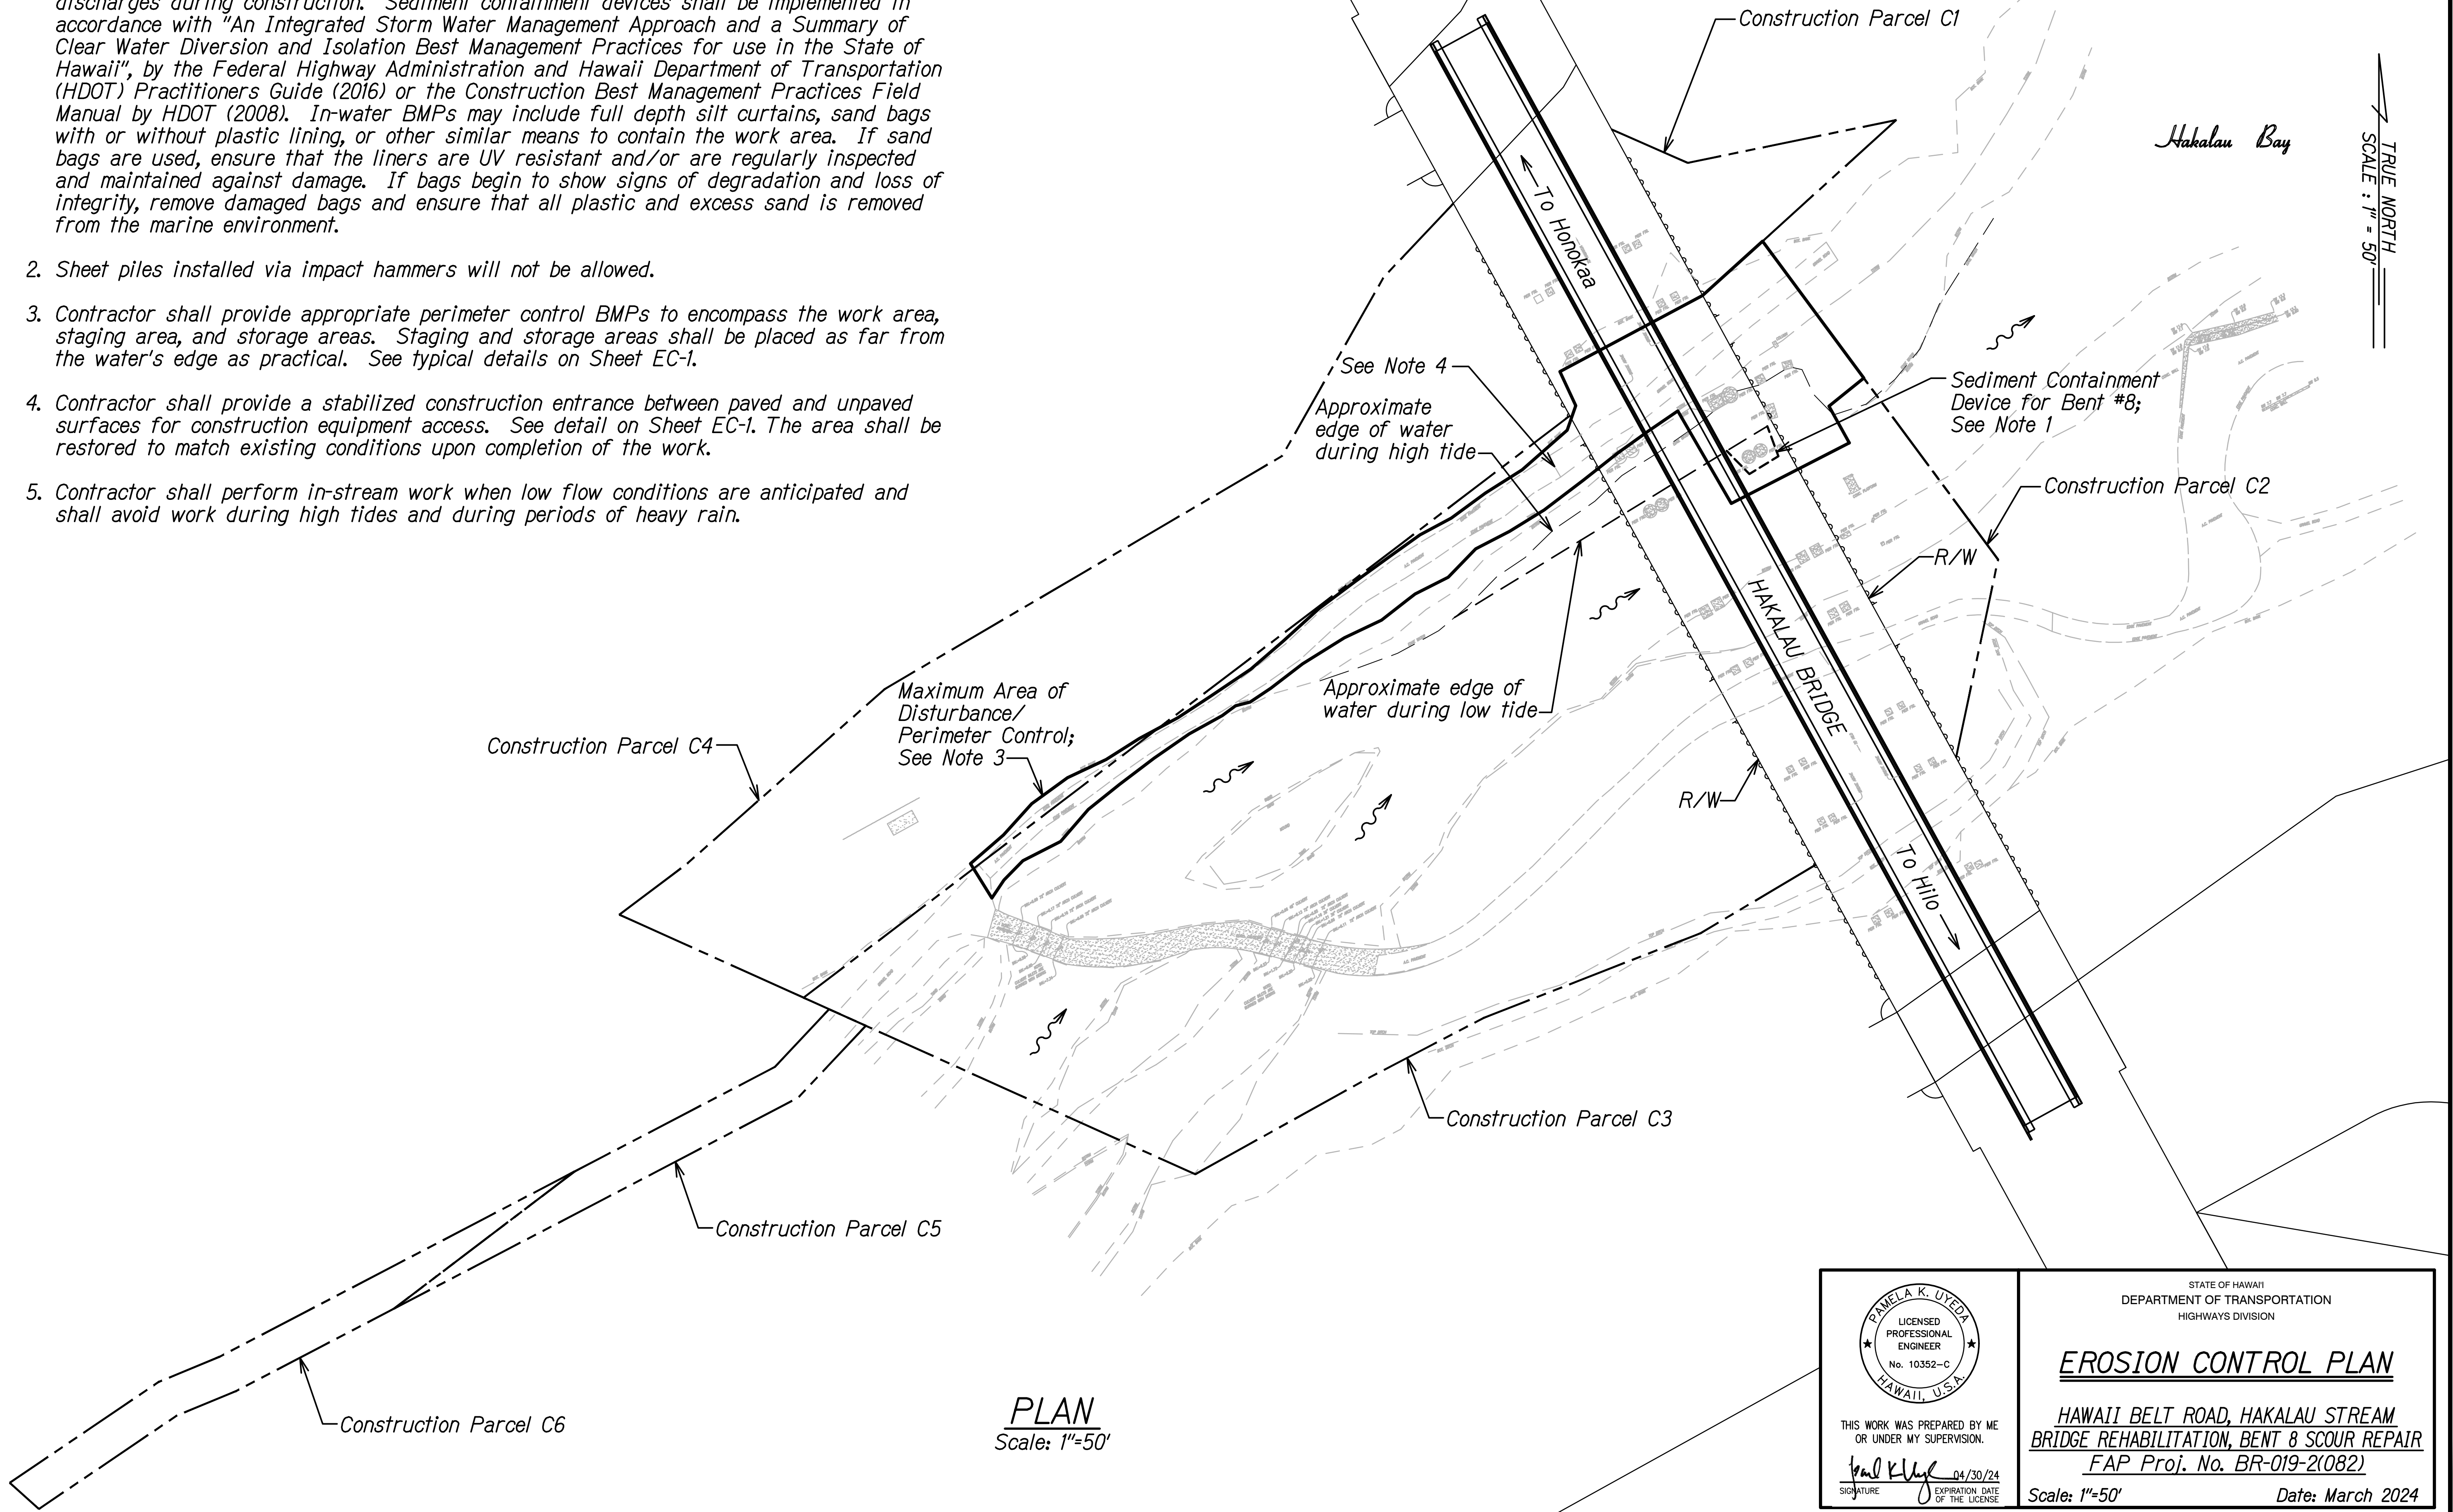 discharges during construction. Sediment containment devices shall be implemented in
accordance with "An Integrated Storm Water Management Approach and a Summary of
Clear Water Diversion and Isolation Best Management Practices for use in the State of
Hawaii", by the Federal Highway Administration and Hawaii Department of Transportation
(HDOT) Practitioners Guide (2016) or the Construction Best Management Practices Field
Manual by HDOT (2008). In-water BMPs may include full depth silt curtains, sand bags
with or without plastic lining, or other similar means to contain the work area. If sand
bags are used, ensure that the liners are UV resistant and/or are regularly inspected
and maintained against damage. If bags begin to show signs of degradation and loss of
integrity, remove damaged bags and ensure that all plastic and excess sand is removed
from the marine environment.
2. Sheet piles installed via impact hammers will not be allowed.
3. Contractor shall provide appropriate perimeter control BMPs to encompass the work area,
staging area, and storage areas. Staging and storage areas shall be placed as far from
the water's edge as practical. See typical details on Sheet EC-1.
4. Contractor shall provide a stabilized construction entrance between paved and unpaved
surfaces for construction equipment access. See detail on Sheet EC-1. The area shall be
restored to match existing conditions upon completion of the work.
5. Contractor shall perform in-stream work when low flow conditions are anticipated and
shall avoid work during high tides and during periods of heavy rain.
Construction Parcel C1
Hakalau Bay
TRUE NORTH
SCALE : 1" = 50'
To Honokaa
See Note 4
Approximate
edge of water
during high tide
Sediment Containment
Device for Bent #8;
See Note 1
Construction Parcel C2
R/W
HAKALAU BRIDGE
Maximum Area of
Disturbance/
Perimeter Control;
See Note 3
Approximate edge of
water during low tide
Construction Parcel C4
R/W
To Hilo
Construction Parcel C3
Construction Parcel C5
Construction Parcel C6
PLAN
Scale: 1"=50'
PAMELA K. UYEDA
LICENSED
PROFESSIONAL
ENGINEER
No. 10352-C
HAWAII, U.S.A.
THIS WORK WAS PREPARED BY ME
OR UNDER MY SUPERVISION.
04/30/24
SIGNATURE
EXPIRATION DATE
OF THE LICENSE
STATE OF HAWAI'I
DEPARTMENT OF TRANSPORTATION
HIGHWAYS DIVISION
EROSION CONTROL PLAN
HAWAII BELT ROAD, HAKALAU STREAM
BRIDGE REHABILITATION, BENT 8 SCOUR REPAIR
FAP Proj. No. BR-019-2(082)
Scale: 1"=50'
Date: March 2024